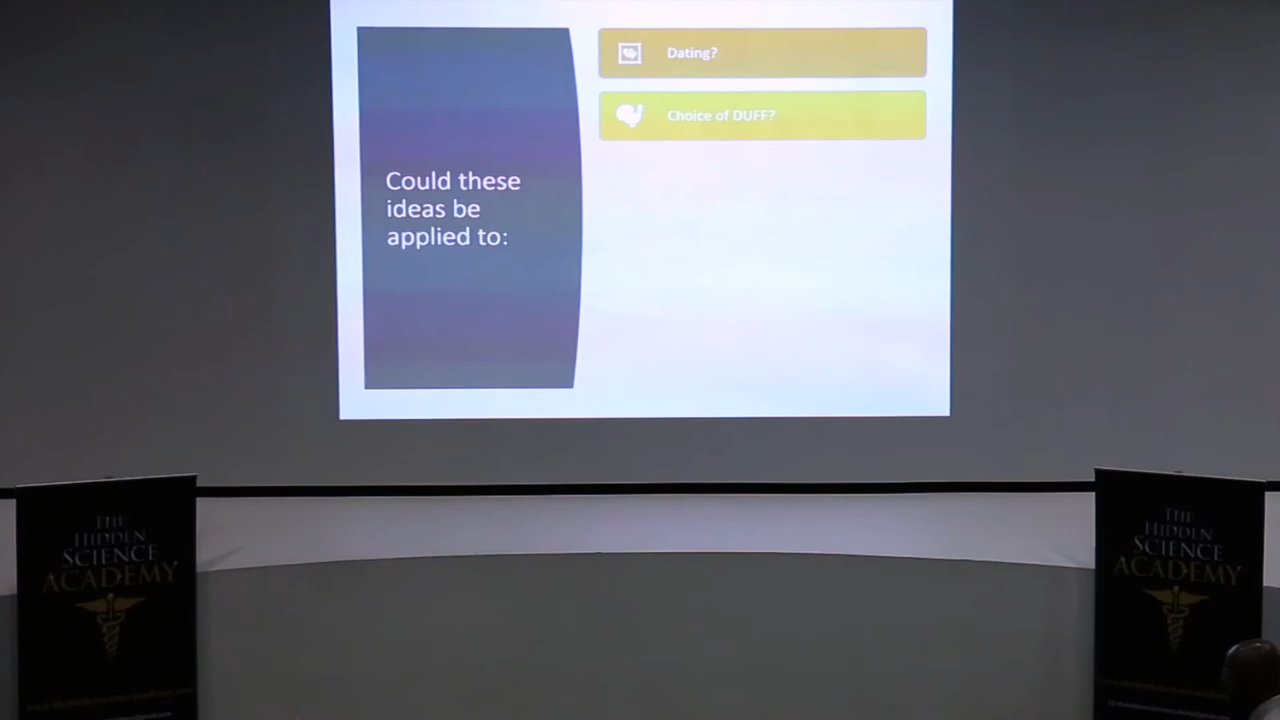 Dating?
Choice of DUFF?
Could these
ideas be
applied to:
THE
HIDDEN
SCIENCE
ACADEMY
THE
HIDDEN
SCIENCE
ACADEMY